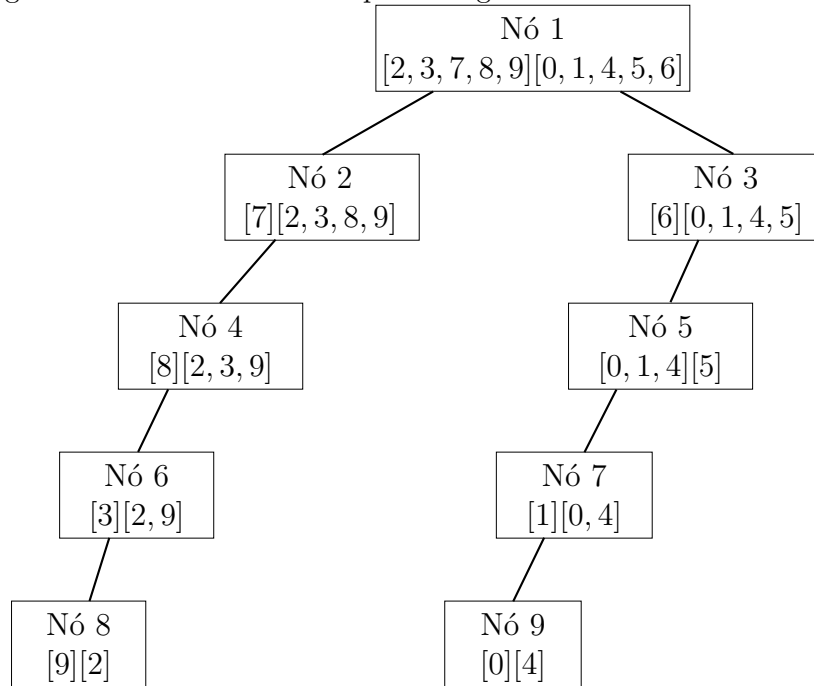 Nó 1
[2, 3, 7, 8, 9][0, 1, 4, 5, 6]
Nó 2
[7][2, 3, 8, 9]
Nó 3
[6][0, 1, 4, 5]
Nó 4
[8][2, 3, 9]
Nó 5
[0, 1, 4][5]
Nó 6
[3][2, 9]
Nó 7
[1][0, 4]
Nó 8
[9][2]
Nó 9
[0][4]